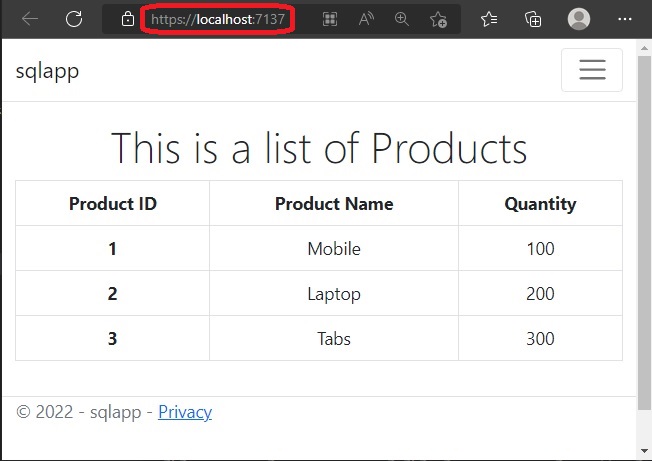 https://localhost:7137
sqlapp
This is a list of Products
Product ID Product Name Quantity
1 Mobile 100
2 Laptop 200
3 Tabs 300
© 2022 - sqlapp - Privacy